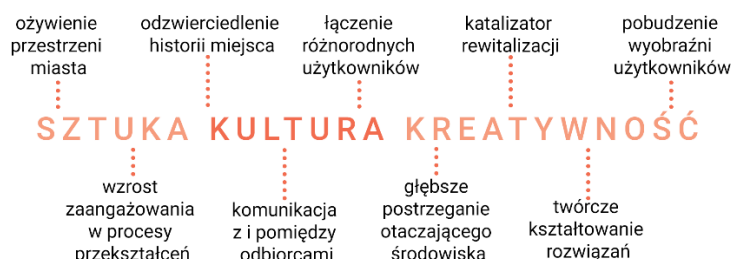 ożywienie
przestrzeni
miasta
odzwierciedlenie
historii miejsca
łączenie
różnorodnych
użytkowników
katalizator
rewitalizacji
pobudzenie
wyobraźni
użytkowników
SZTUKA KULTURA KREATYWNOŚĆ
wzrost
zaangażowania
w procesy
przekształceń
komunikacja
z i pomiędzy
odbiorcami
głębsze
postrzeganie
otaczającego
środowiska
twórcze
kształtowanie
rozwiązań